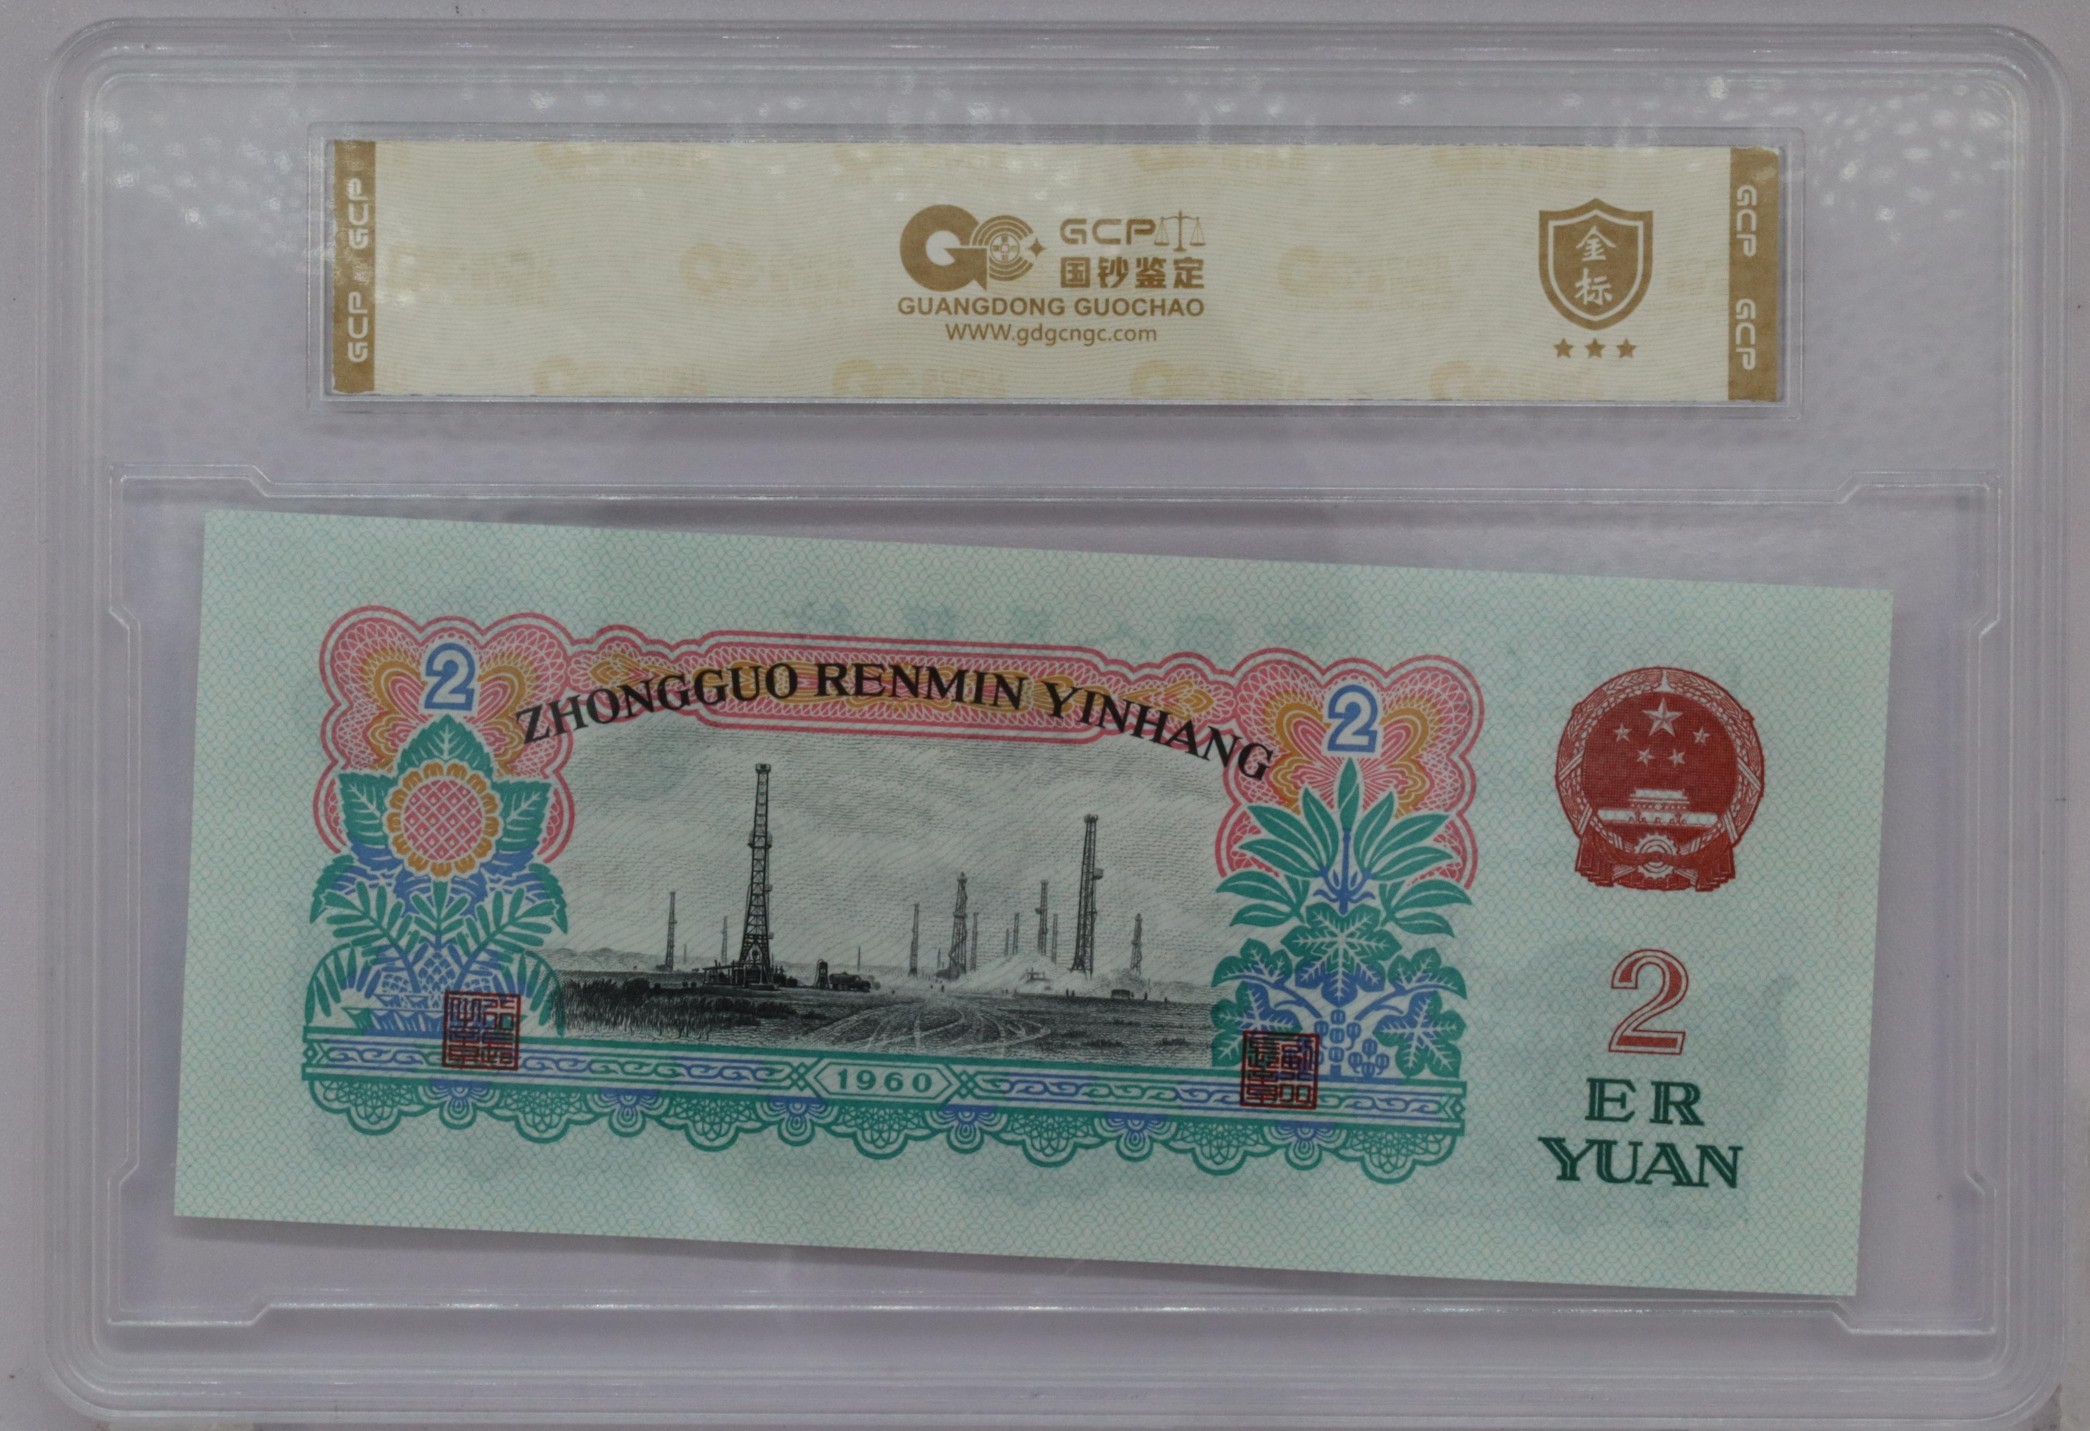 GCP
国钞鉴定
GUANGDONG GUOCHAO
WWW.gdgcngc.com
金
标
GCP GCP
GCP GCP
2
ZHONGGUO RENMIN YINHANG
2
1960
2
ER
YUAN